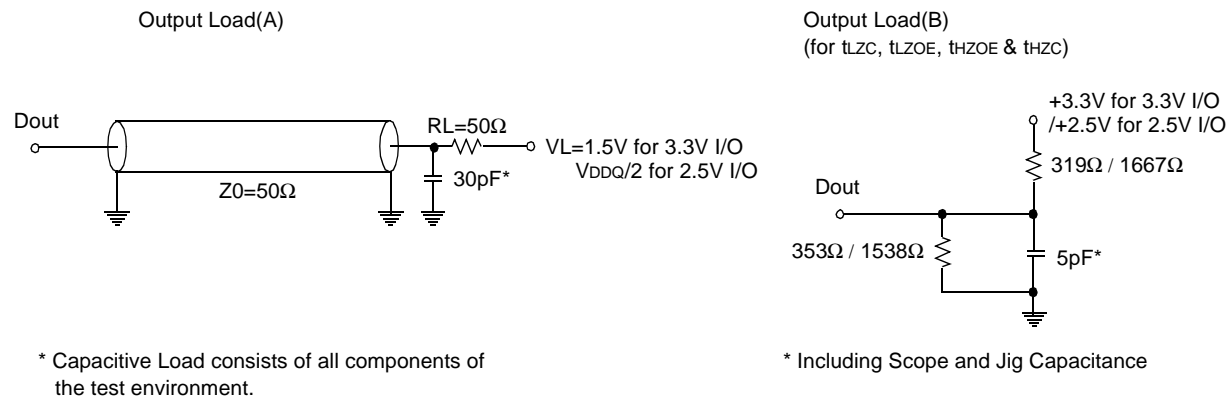 Output Load(A)
Dout
Z0=50Ω
RL=50Ω
30pF*
VL=1.5V for 3.3V I/O
VDDQ/2 for 2.5V I/O
* Capacitive Load consists of all components of
the test environment.
Output Load(B)
(for tLZC, tLZOE, tHZOE & tHZC)
+3.3V for 3.3V I/O
/+2.5V for 2.5V I/O
319Ω / 1667Ω
Dout
353Ω / 1538Ω
5pF*
* Including Scope and Jig Capacitance